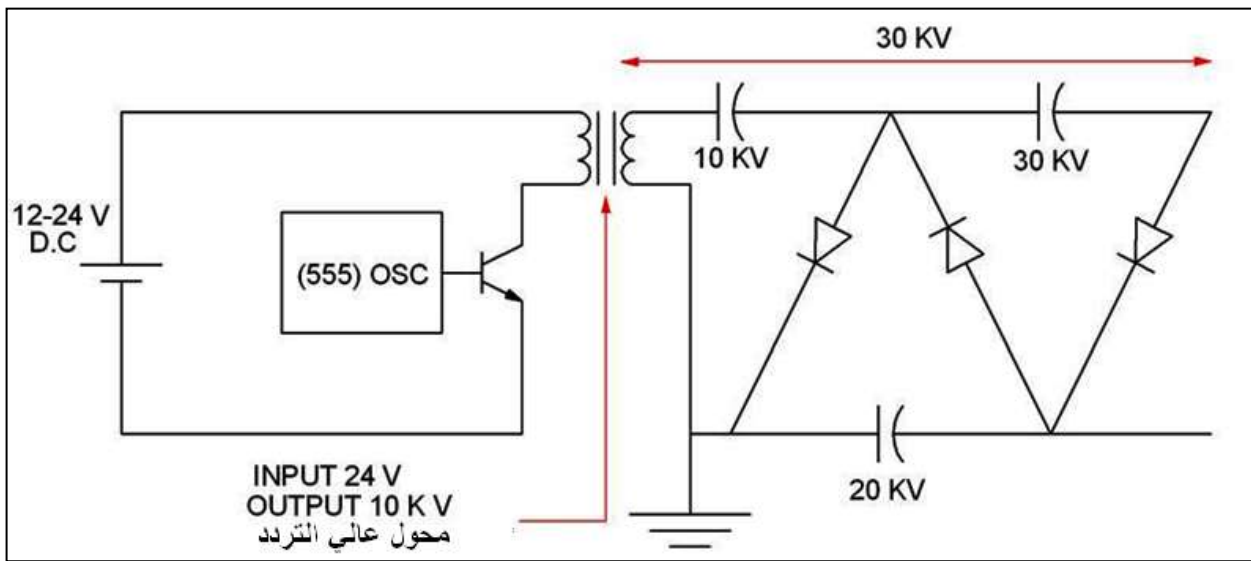 30 KV
10 KV
30 KV
12-24 V
D.C
(555) OSC
20 KV
INPUT 24 V
OUTPUT 10 K V
محول عالي التردد